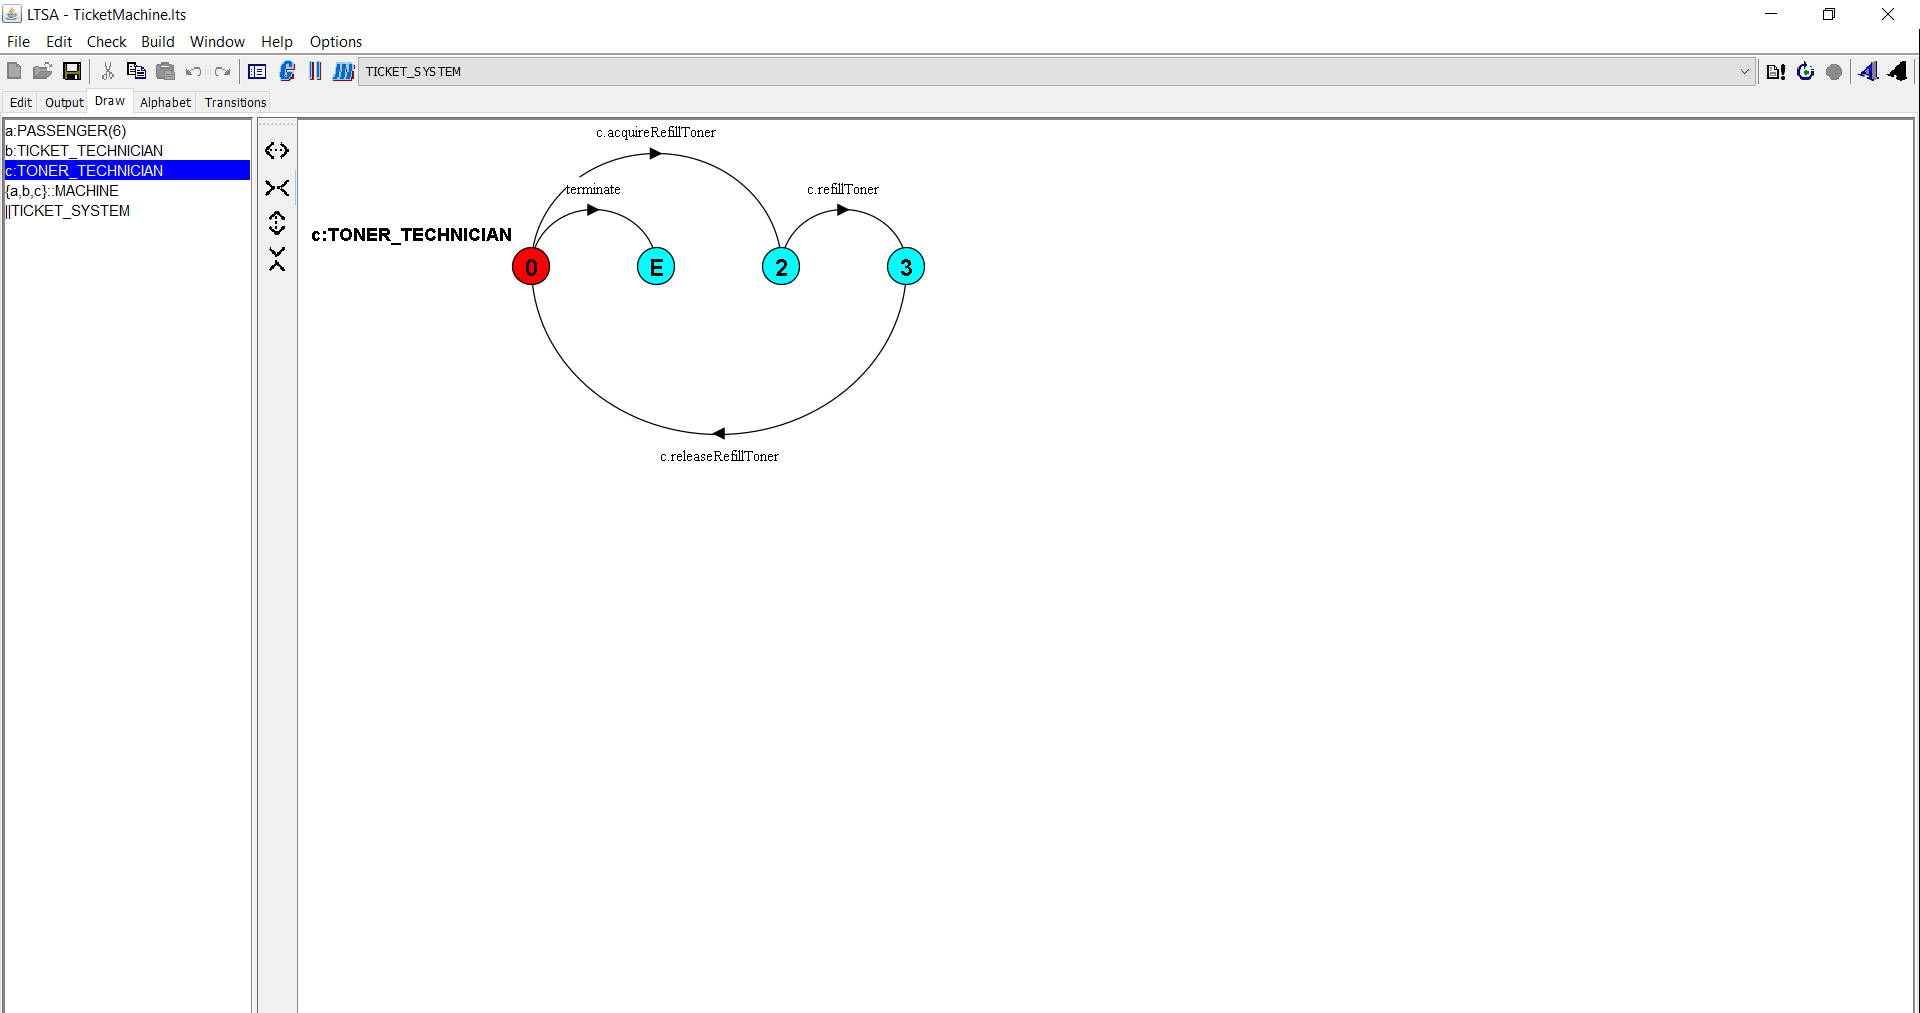 LTSA - TicketMachine.lts
File Edit Check Build Window Help Options
TICKET_SYSTEM
Edit Output Draw Alphabet Transitions
a:PASSENGER(6)
b:TICKET_TECHNICIAN
c:TONER_TECHNICIAN
{a,b,c}::MACHINE
||TICKET_SYSTEM
c.acquireRefillToner
terminate
c.refillToner
c:TONER_TECHNICIAN
0 E 2 3
c.releaseRefillToner